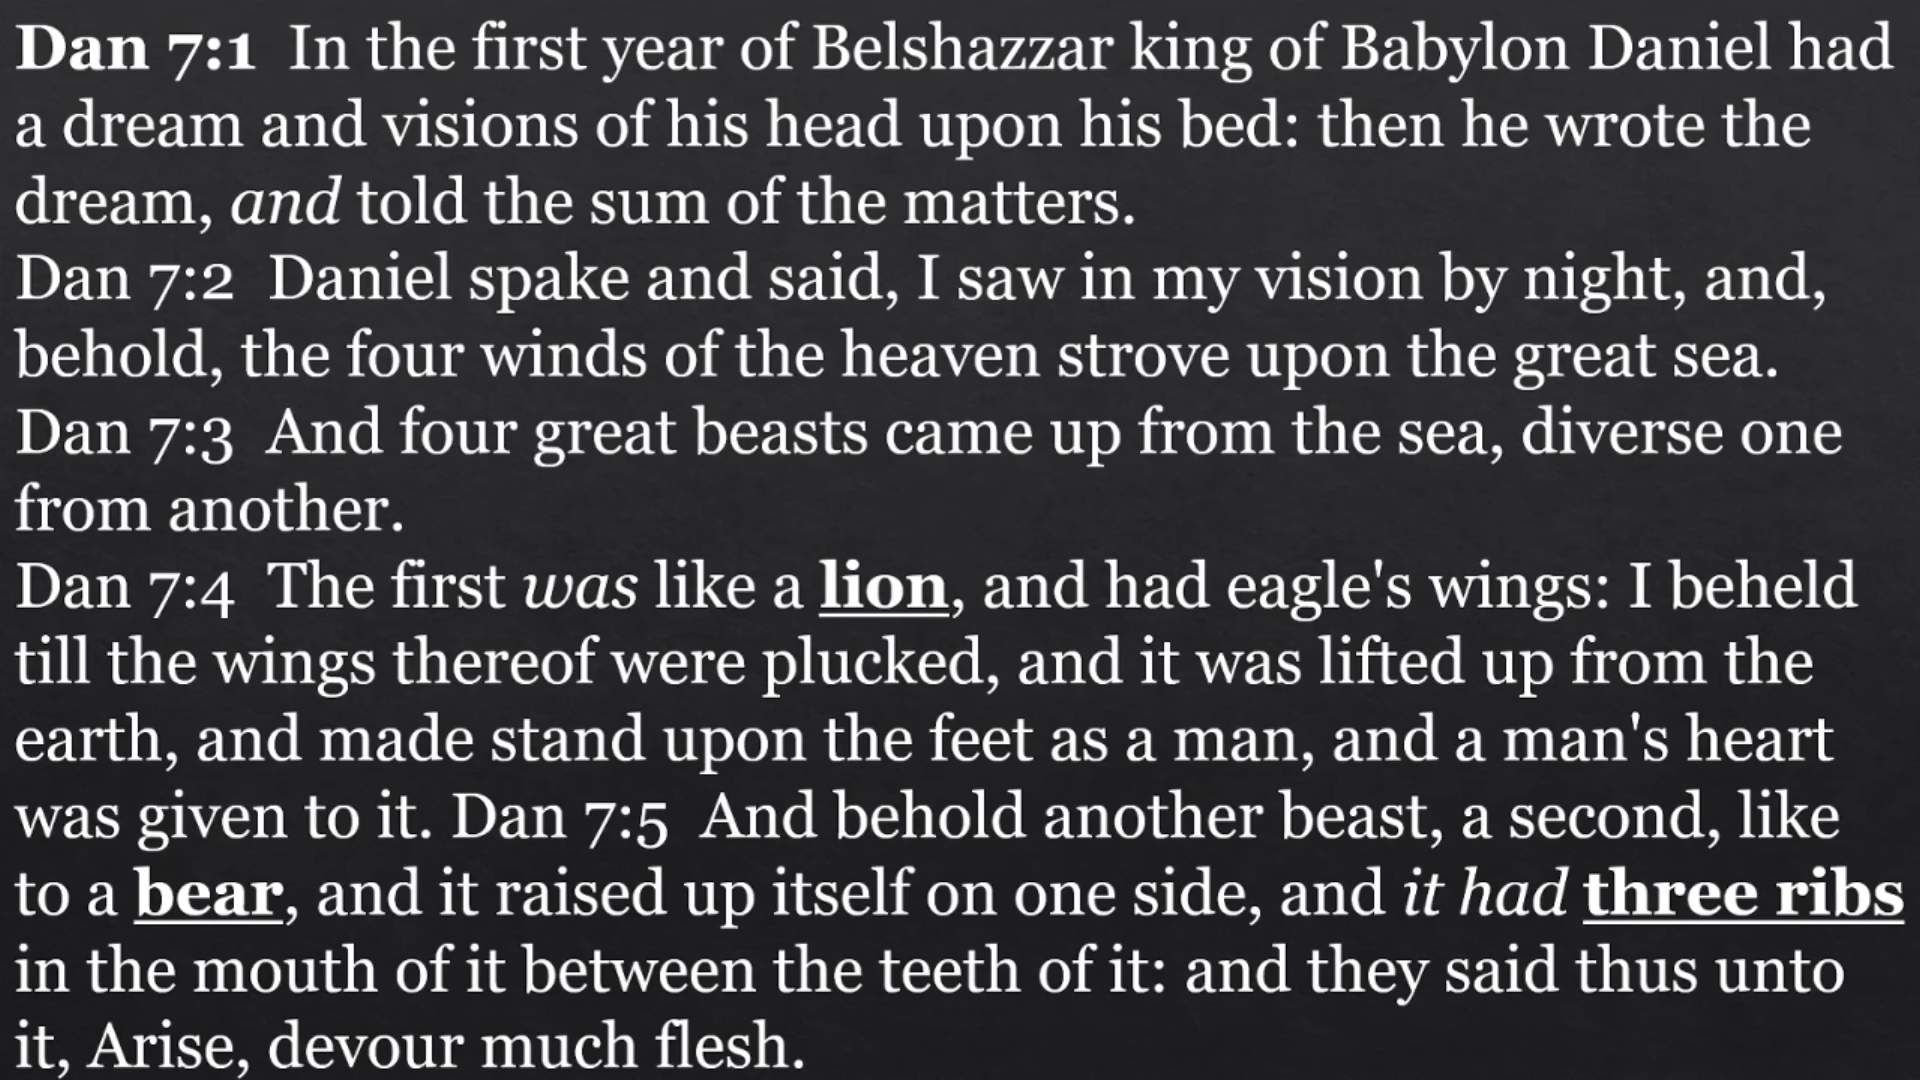 Dan 7:1  In the first year of Belshazzar king of Babylon Daniel had
a dream and visions of his head upon his bed: then he wrote the
dream, and told the sum of the matters.
Dan 7:2  Daniel spake and said, I saw in my vision by night, and,
behold, the four winds of the heaven strove upon the great sea.
Dan 7:3  And four great beasts came up from the sea, diverse one
from another.
Dan 7:4  The first was like a lion, and had eagle's wings: I beheld
till the wings thereof were plucked, and it was lifted up from the
earth, and made stand upon the feet as a man, and a man's heart
was given to it. Dan 7:5  And behold another beast, a second, like
to a bear, and it raised up itself on one side, and it had three ribs
in the mouth of it between the teeth of it: and they said thus unto
it, Arise, devour much flesh.